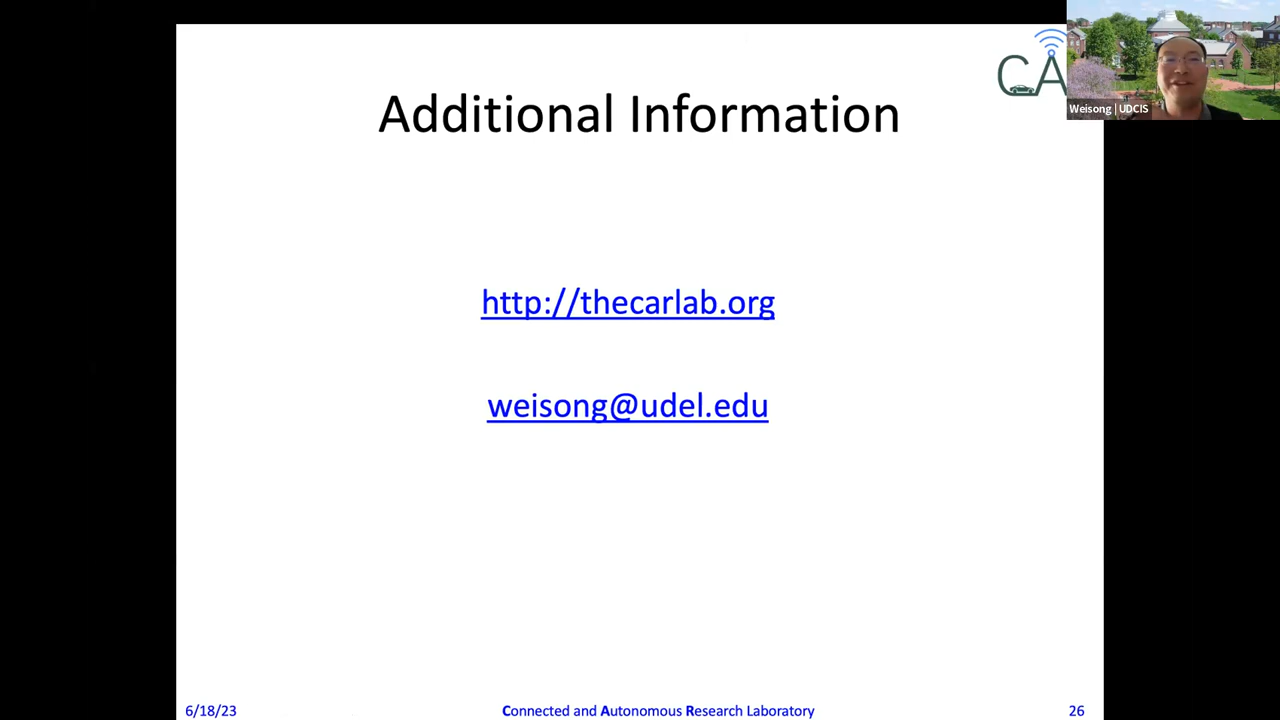 CA
Weisong | UDCIS
Additional Information
http://thecarlab.org
weisong@udel.edu
6/18/23
Connected and Autonomous Research Laboratory
26